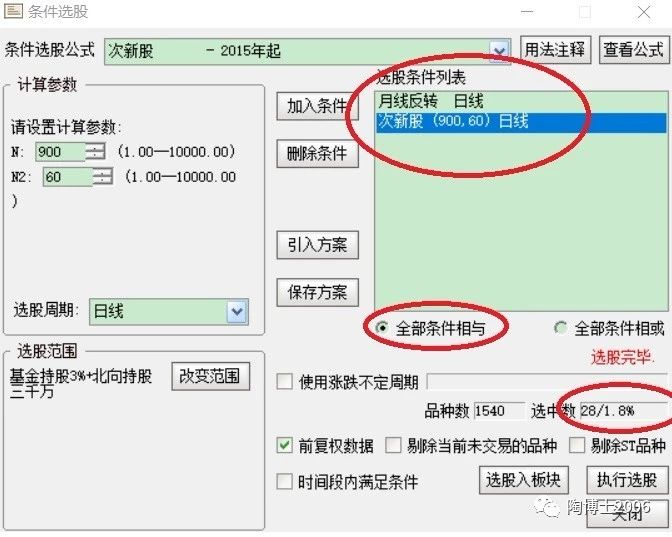 条件选股
条件选股公式 次新股 - 2015年起 用法注释 查看公式
计算参数
请设置计算参数:
N: 900 (1.00—10000.00)
N2: 60 (1.00—10000.00
)
选股周期: 日线
加入条件
删除条件
引入方案
保存方案
选股条件列表
月线反转 日线
次新股 (900,60) 日线
全部条件相与 全部条件相或
选股完毕.
选股范围
基金持股3%+北向持股
三千万
改变范围
使用涨跌不定周期
品种数 1540 选中数 28/1.8%
前复权数据 剔除当前未交易的品种 剔除ST品种
时间段内满足条件 选股入板块 执行选股
关闭
陶博士2006